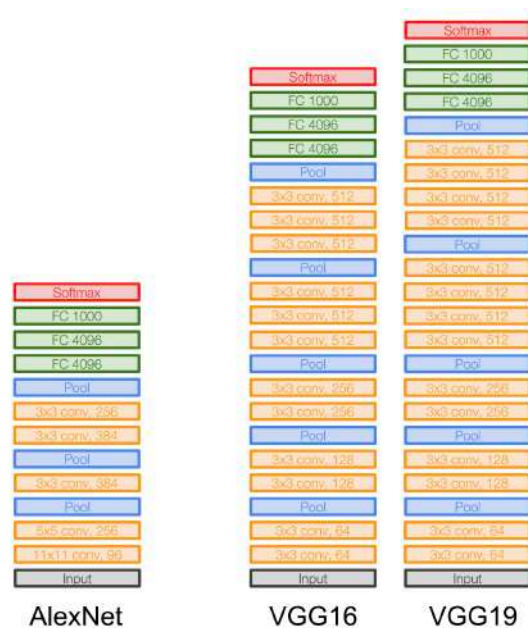 Softmax
FC 1000
FC 4096
FC 4096
Pool
3x3 conv, 256
3x3 conv, 384
Pool
3x3 conv, 384
Pool
5x5 conv, 256
11x11 conv, 96
Input
AlexNet
Softmax
FC 1000
FC 4096
FC 4096
Pool
3x3 conv, 512
3x3 conv, 512
3x3 conv, 512
Pool
3x3 conv, 512
3x3 conv, 512
3x3 conv, 512
Pool
3x3 conv, 256
3x3 conv, 256
Pool
3x3 conv, 128
3x3 conv, 128
Pool
3x3 conv, 64
3x3 conv, 64
Input
VGG16
Softmax
FC 1000
FC 4096
FC 4096
Pool
3x3 conv, 512
3x3 conv, 512
3x3 conv, 512
3x3 conv, 512
Pool
3x3 conv, 512
3x3 conv, 512
3x3 conv, 512
3x3 conv, 512
Pool
3x3 conv, 256
3x3 conv, 256
Pool
3x3 conv, 128
3x3 conv, 128
Pool
3x3 conv, 64
3x3 conv, 64
Input
VGG19